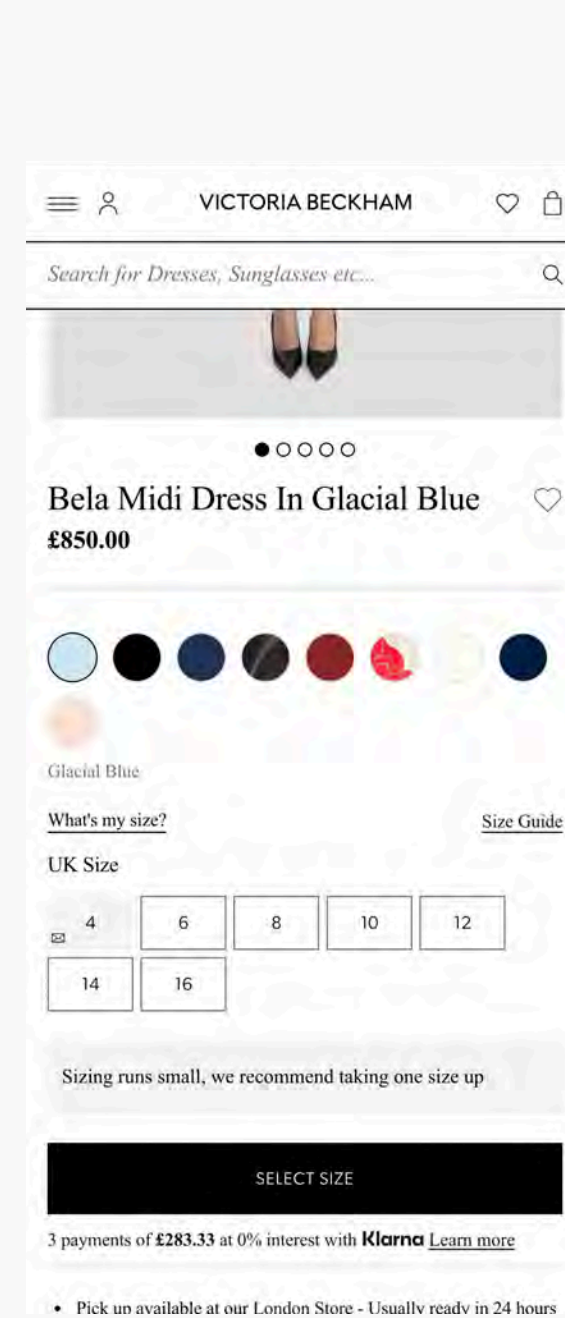 VICTORIA BECKHAM
Search for Dresses, Sunglasses etc...
Bela Midi Dress In Glacial Blue
£850.00
Glacial Blue
What's my size?
Size Guide
UK Size
4
6
8
10
12
14
16
Sizing runs small, we recommend taking one size up
SELECT SIZE
3 payments of £283.33 at 0% interest with Klarna Learn more
• Pick up available at our London Store - Usually ready in 24 hours